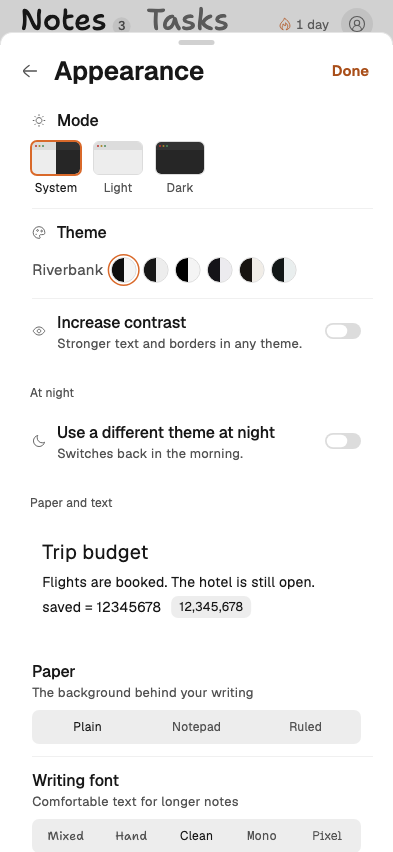 Notes 3 Tasks 1 day
Appearance Done
Mode
System Light Dark
Theme
Riverbank
Increase contrast
Stronger text and borders in any theme.
At night
Use a different theme at night
Switches back in the morning.
Paper and text
Trip budget
Flights are booked. The hotel is still open.
saved = 12345678 12,345,678
Paper
The background behind your writing
Plain Notepad Ruled
Writing font
Comfortable text for longer notes
Mixed Hand Clean Mono Pixel